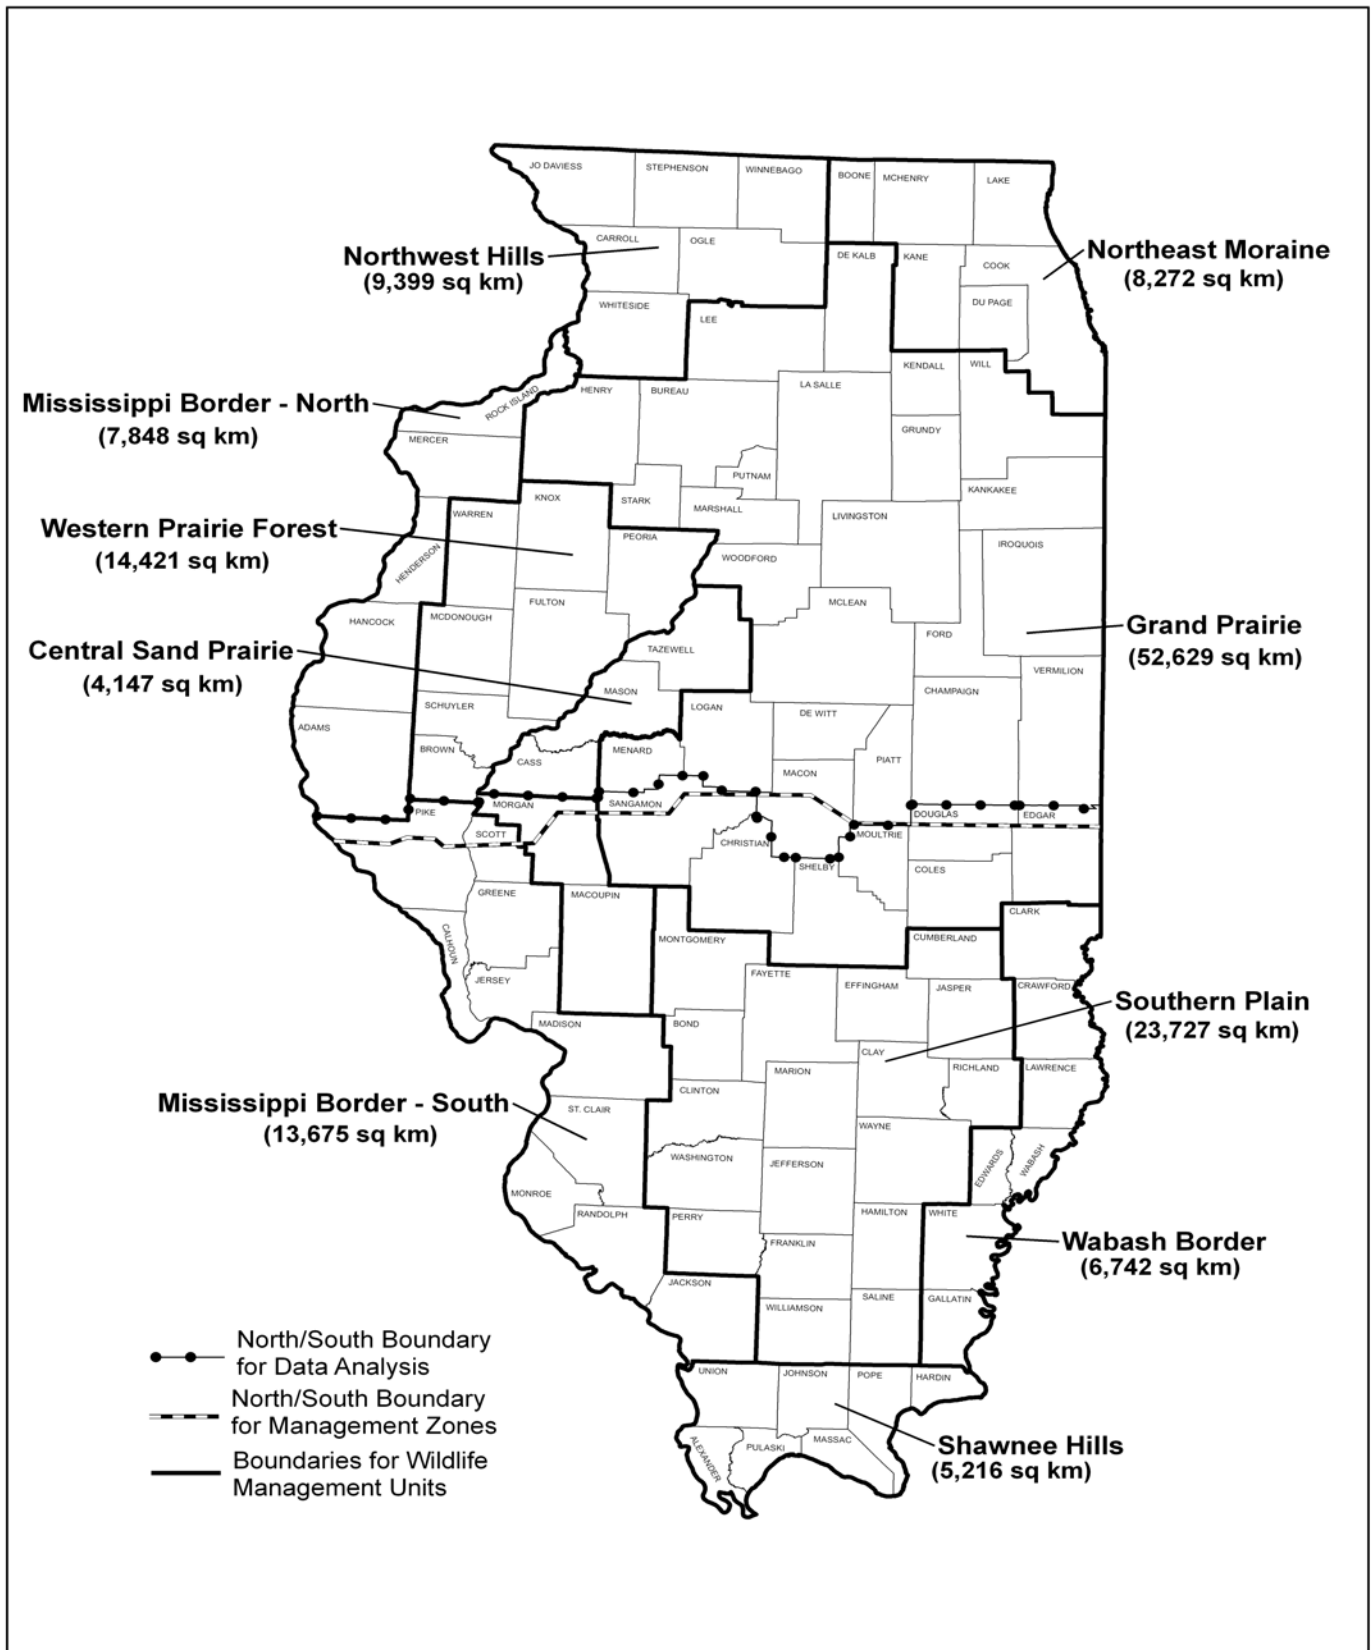 JO DAVIESS
STEPHENSON
WINNEBAGO
BOONE
MCHENRY
LAKE
CARROLL
OGLE
DE KALB
KANE
COOK
DU PAGE
Northwest Hills
(9,399 sq km)
Northeast Moraine
(8,272 sq km)
WHITESIDE
LEE
KENDALL
WILL
HENRY
BUREAU
LA SALLE
ROCK ISLAND
Mississippi Border - North
(7,848 sq km)
MERCER
GRUNDY
PUTNAM
KANKAKEE
KNOX
STARK
MARSHALL
WARREN
LIVINGSTON
Western Prairie Forest
(14,421 sq km)
PEORIA
IROQUOIS
WOODFORD
HENDERSON
FULTON
MCLEAN
HANCOCK
MCDONOUGH
FORD
Grand Prairie
(52,629 sq km)
Central Sand Prairie
(4,147 sq km)
TAZEWELL
VERMILION
MASON
CHAMPAIGN
SCHUYLER
LOGAN
DE WITT
ADAMS
BROWN
MENARD
CASS
PIATT
MACON
PIKE
MORGAN
SANGAMON
DOUGLAS
EDGAR
SCOTT
CHRISTIAN
MOULTRIE
SHELBY
COLES
GREENE
MACOUPIN
CLARK
CALHOUN
MONTGOMERY
CUMBERLAND
JERSEY
FAYETTE
EFFINGHAM
JASPER
CRAWFORD
Southern Plain
(23,727 sq km)
MADISON
BOND
CLAY
MARION
RICHLAND
LAWRENCE
CLINTON
Mississippi Border - South
(13,675 sq km)
ST. CLAIR
WAYNE
WASHINGTON
JEFFERSON
EDWARDS
WABASH
MONROE
RANDOLPH
PERRY
HAMILTON
WHITE
FRANKLIN
Wabash Border
(6,742 sq km)
JACKSON
WILLIAMSON
SALINE
GALLATIN
North/South Boundary
for Data Analysis
North/South Boundary
for Management Zones
Boundaries for Wildlife
Management Units
UNION
JOHNSON
POPE
HARDIN
ALEXANDER
PULASKI
MASSAC
Shawnee Hills
(5,216 sq km)